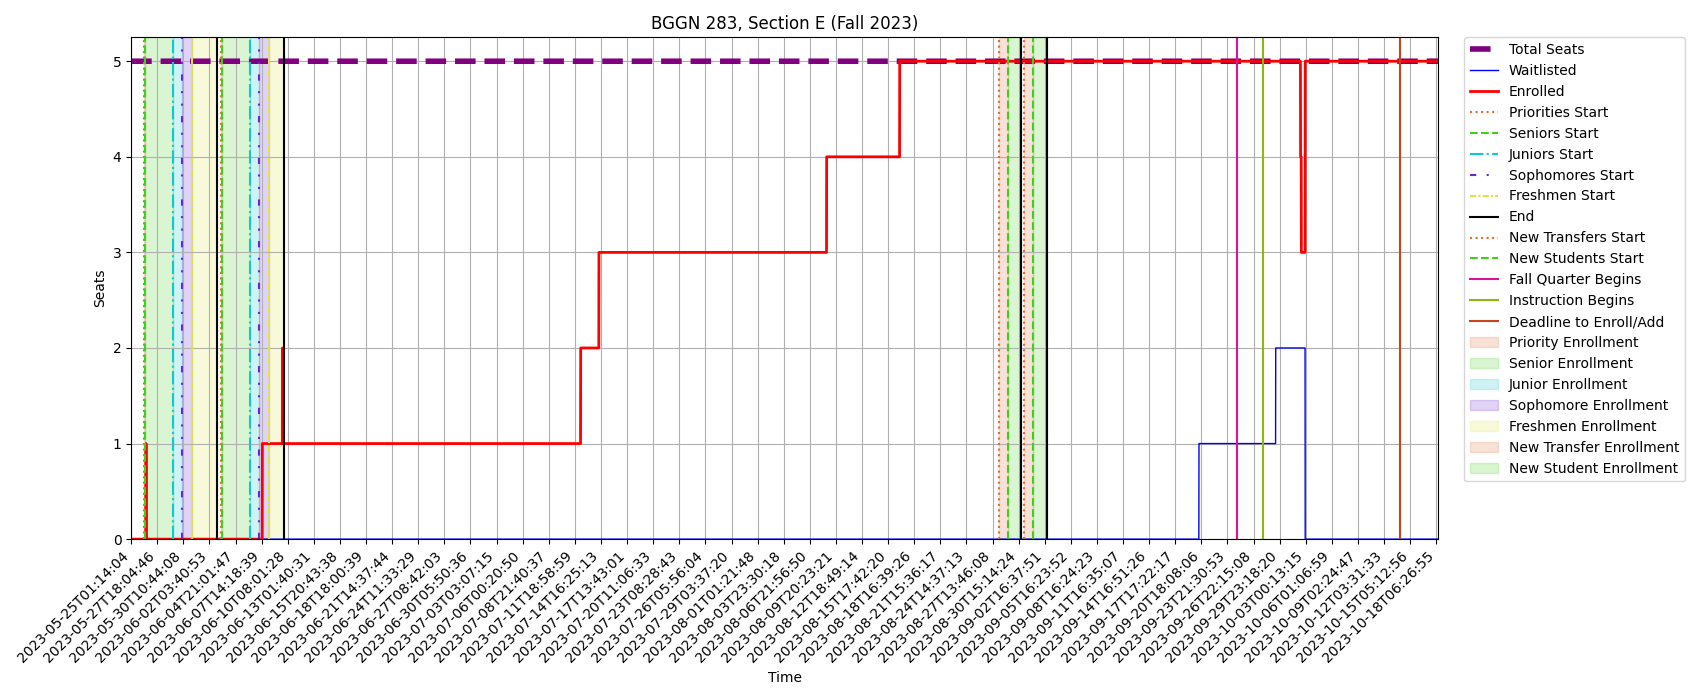 BGGN 283, Section E (Fall 2023)
Seats
5
4
3
2
1
0
2023-05-25T01:14:04
2023-05-27T18:04:46
2023-05-30T10:44:08
2023-06-02T03:40:53
2023-06-04T21:01:47
2023-06-07T14:18:39
2023-06-10T08:01:28
2023-06-13T01:40:31
2023-06-15T20:43:38
2023-06-18T18:00:39
2023-06-21T14:37:44
2023-06-24T11:33:29
2023-06-27T08:42:03
2023-06-30T05:50:36
2023-07-03T03:07:15
2023-07-06T00:20:50
2023-07-08T21:40:37
2023-07-11T18:58:59
2023-07-14T16:25:13
2023-07-17T13:43:01
2023-07-20T11:06:33
2023-07-23T08:28:43
2023-07-26T05:56:04
2023-07-29T03:37:20
2023-08-01T01:21:48
2023-08-03T23:30:18
2023-08-06T21:56:50
2023-08-09T20:23:21
2023-08-12T18:49:14
2023-08-15T17:42:20
2023-08-18T16:39:26
2023-08-21T15:36:17
2023-08-24T14:37:13
2023-08-27T13:46:08
2023-08-30T15:14:24
2023-09-02T16:37:51
2023-09-05T16:23:52
2023-09-08T16:24:23
2023-09-11T16:35:07
2023-09-14T16:51:26
2023-09-17T17:22:17
2023-09-20T18:08:06
2023-09-23T21:30:53
2023-09-26T22:15:08
2023-09-29T23:18:20
2023-10-03T00:13:15
2023-10-06T01:06:59
2023-10-09T02:24:47
2023-10-12T03:31:33
2023-10-15T05:12:56
2023-10-18T06:26:55
Time
Total Seats
Waitlisted
Enrolled
Priorities Start
Seniors Start
Juniors Start
Sophomores Start
Freshmen Start
End
New Transfers Start
New Students Start
Fall Quarter Begins
Instruction Begins
Deadline to Enroll/Add
Priority Enrollment
Senior Enrollment
Junior Enrollment
Sophomore Enrollment
Freshmen Enrollment
New Transfer Enrollment
New Student Enrollment